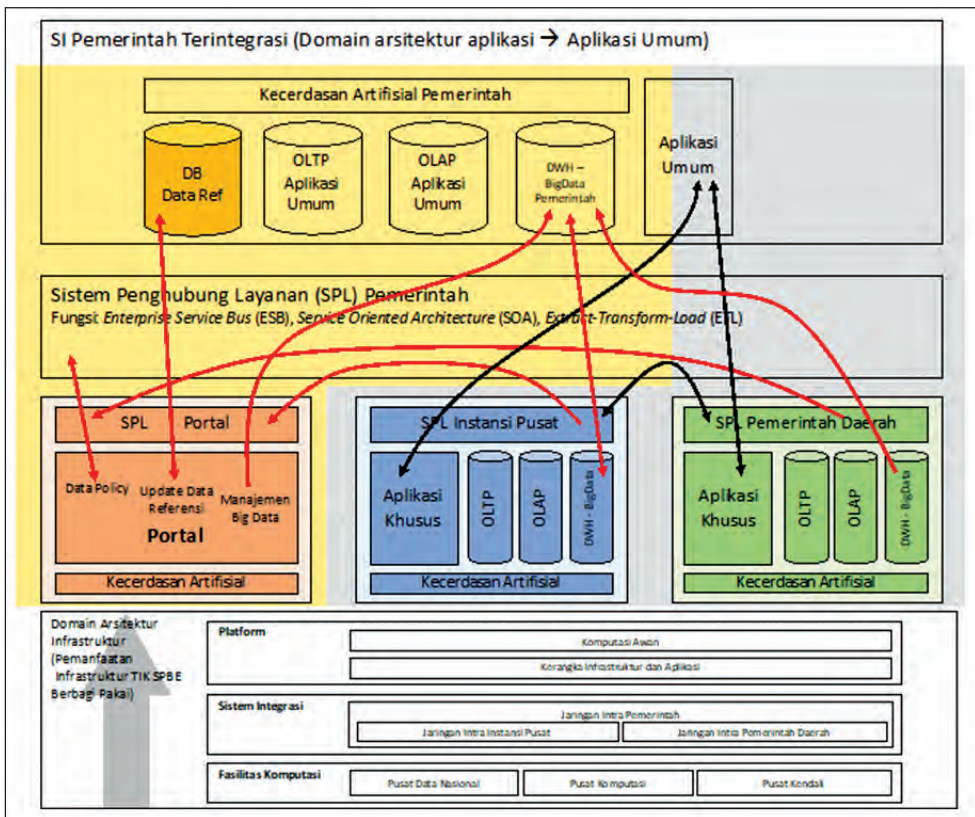 SI Pemerintah Terintegrasi (Domain arsitektur aplikasi → Aplikasi Umum)
Kecerdasan Artifisial Pemerintah
DB
Data Ref
OLTP
Aplikasi
Umum
OLAP
Aplikasi
Umum
DWH –
BigData
Pemerintah
Aplikasi
Umum
Sistem Penghubung Layanan (SPL) Pemerintah
Fungsi: Enterprise Service Bus (ESB), Service Oriented Architecture (SOA), Extract-Transform-Load (ETL)
SPL Portal
Data Policy
Update Data
Referensi
Manajemen
Big Data
Portal
Kecerdasan Artifisial
SPL Instansi Pusat
Aplikasi
Khusus
OLTP
OLAP
DWH - BigData
Kecerdasan Artifisial
SPL Pemerintah Daerah
Aplikasi
Khusus
OLTP
OLAP
DWH - BigData
Kecerdasan Artifisial
Domain Arsitektur
Infrastruktur
(Pemanfaatan
Infrastruktur TIK SPBE
Berbagi Pakai)
Platform
Komputasi Awan
Kerangka Infrastruktur dan Aplikasi
Sistem Integrasi
Jaringan Intra Pemerintah
Jaringan Intra Instansi Pusat
Jaringan Intra Pemerintah Daerah
Fasilitas Komputasi
Pusat Data Nasional
Pusat Komputasi
Pusat Kendali